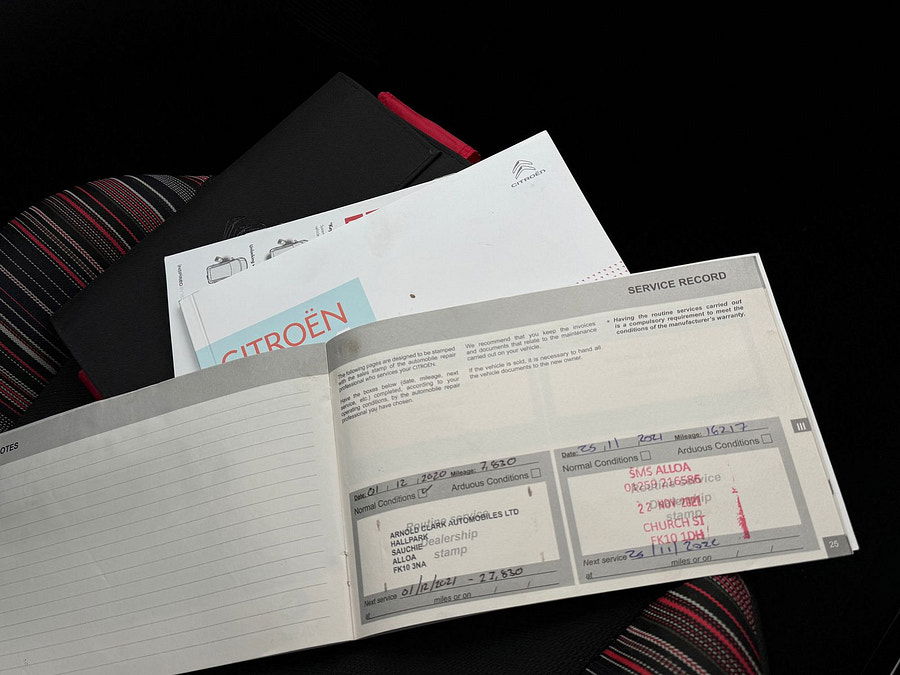 CITROËN
CITROËN
SERVICE RECORD
The following pages are designed to be stamped
with the sales stamp of the automobile repair
professional who services your CITROËN.
Have the boxes below (date, mileage, next
service, etc.) completed, according to your
operating conditions, by the automobile repair
professional you have chosen.
We recommend that you keep the invoices
and documents that relate to the maintenance
carried out on your vehicle.
If the vehicle is sold, it is necessary to hand all
the vehicle documents to the new owner.
• Having the routine services carried out
is a compulsory requirement to meet the
conditions of the manufacturer's warranty.
III
OTES
Date: 01 , 12 , 2020 Mileage: 7,830
Normal Conditions Arduous Conditions
Routine service
Dealership
stamp
ARNOLD CLARK AUTOMOBILES LTD
HALLPARK
SAUCHIE
ALLOA
FK10 3NA
Next service 01/12/2021 - 27,830
at miles or on / /
Date: 25 , 11 2021 Mileage: 16217
Normal Conditions Arduous Conditions
Routine service
Dealership
stamp
SMS ALLOA
01259 216586
22 NOV 2021
CHURCH ST
FK10 1DH
Next service 11/2022
at miles or on / /
25